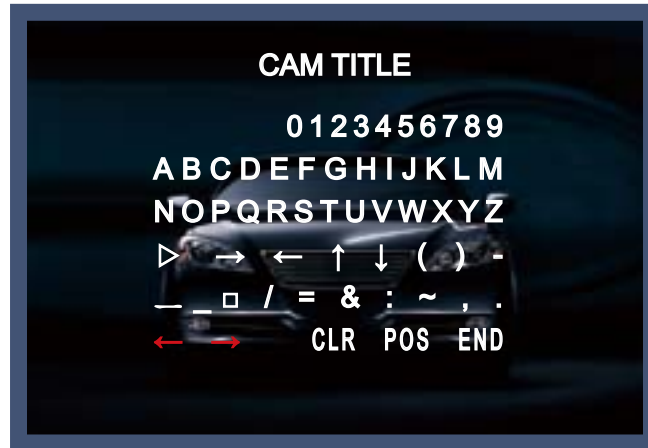 CAM TITLE
0123456789
ABCDEFGHIJKLM
NOPQRSTUVWXYZ
▷ → ← ↑ ↓ ( ) -
— _ □ / = & : ~ , .
← → CLR POS END